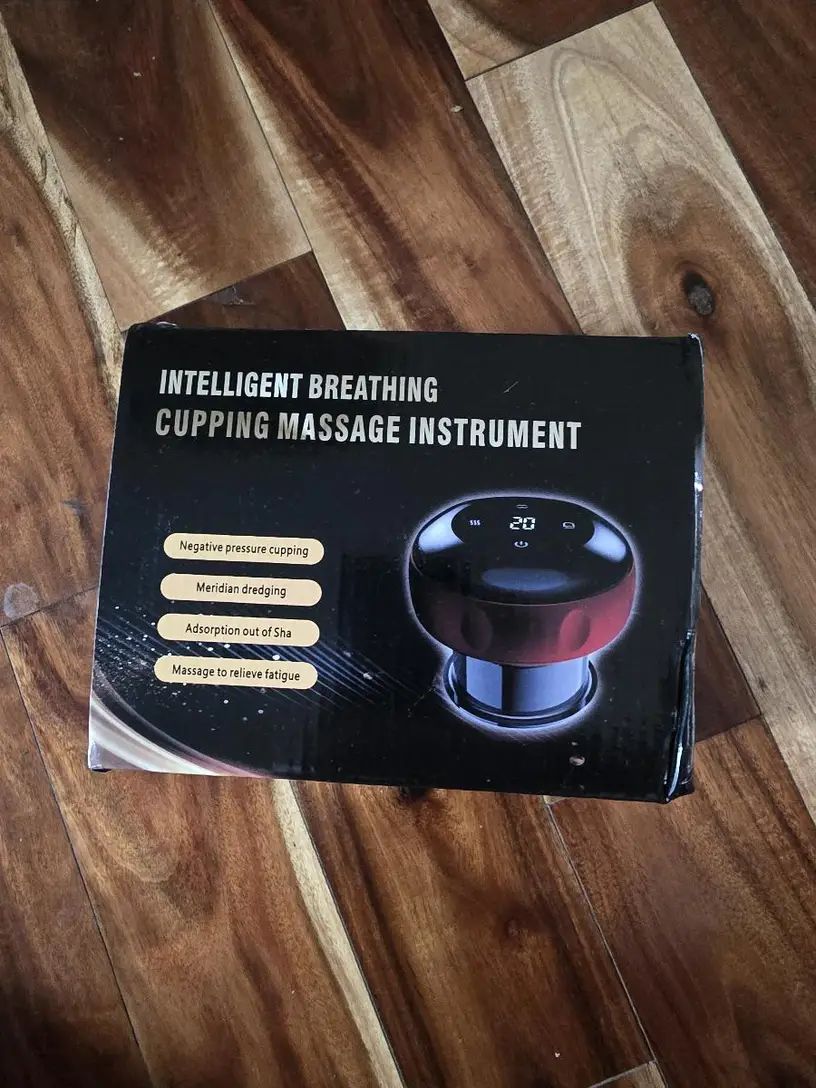 INTELLIGENT BREATHING
CUPPING MASSAGE INSTRUMENT
20
Negative pressure cupping
Meridian dredging
Adsorption out of Sha
Massage to relieve fatigue